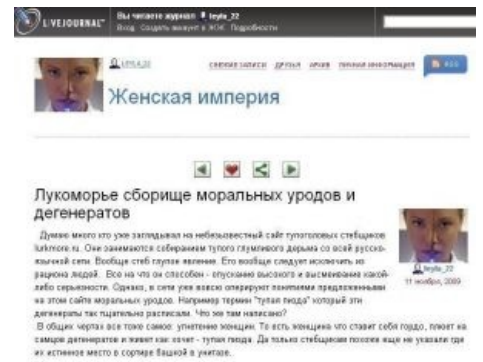 LIVEJOURNAL™
Вы читаете журнал leyla_22
Вход Создать аккаунт в ЖЖ Подробности
LEYLA_22
СВЕЖИЕ ЗАПИСИ ДРУЗЬЯ АРХИВ ЛИЧНАЯ ИНФОРМАЦИЯ RSS
Женская империя
Лукоморье сборище моральных уродов и
дегенератов
Думаю много кто уже заглядывал на небезызвестный сайт тупоголовых стебщиков
lurkmore.ru. Они занимаются собиранием тупого глумливого дерьма со всей русско-
язычной сети. Вообще стеб глупое явление. Его вообще следует исключить из
рациона людей. Все на что он способен - опускание высокого и высмеивание какой-
либо серьезности. Однако, в сети уже вовсю оперируют понятиями предложенными
на этом сайте моральных уродов. Например термин "тупая пизда" который эти
дегенераты так тщательно расписали. Что же там написано?
В общих чертах все тоже самое: угнетение женщин. То есть женщина что ставит себя гордо, плюет на
самцов дегенератов и живет как хочет - тупая пизда. Да только стебщикам похоже еще не указали где
их истинное место в сортире башкой в унитазе.
leyla_22
11 ноября, 2009